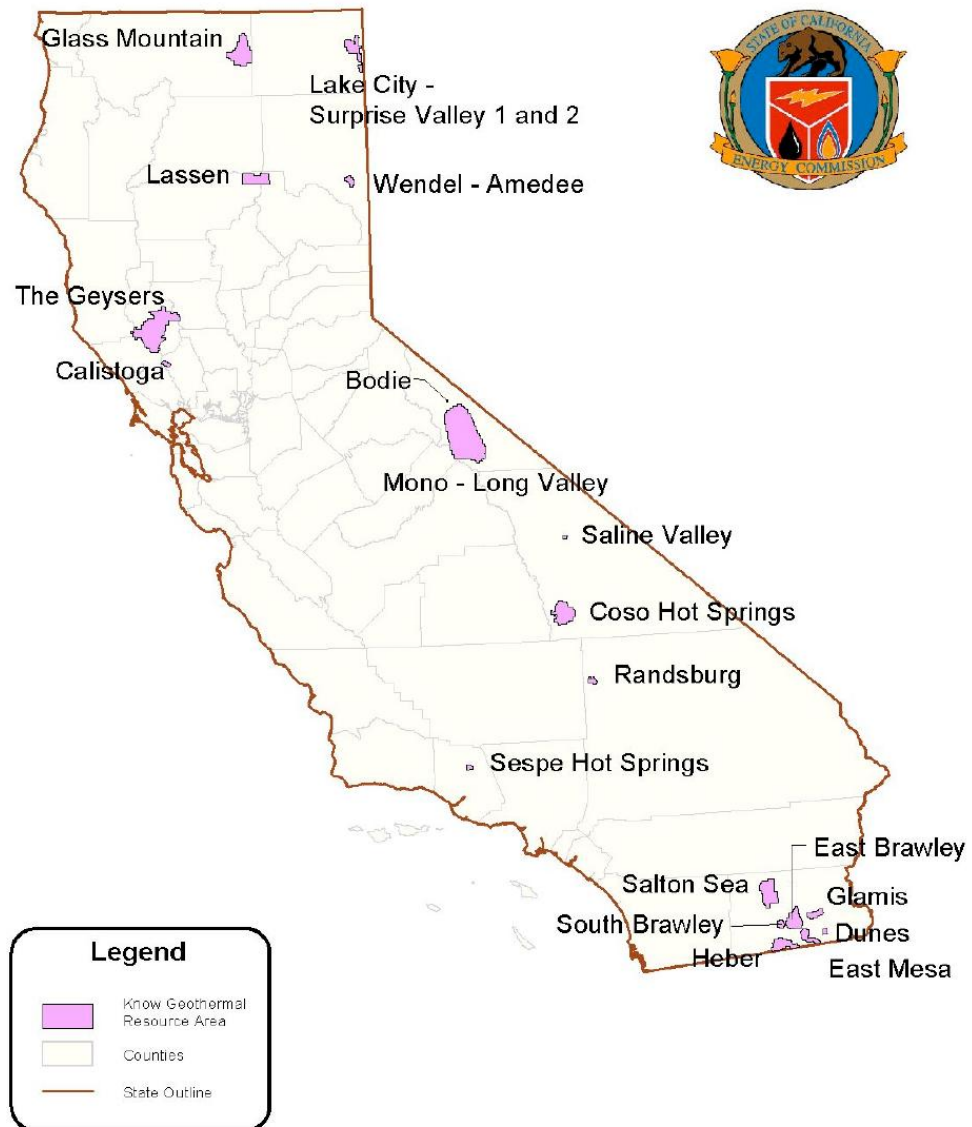 STATE OF CALIFORNIA
ENERGY COMMISSION
Glass Mountain
Lake City -
Surprise Valley 1 and 2
Lassen
Wendel - Amedee
The Geysers
Calistoga
Bodie
Mono - Long Valley
Saline Valley
Coso Hot Springs
Randsburg
Sespe Hot Springs
East Brawley
Salton Sea
Glamis
South Brawley
Dunes
Heber
East Mesa
Legend
Know Geothermal
Resource Area
Counties
State Outline